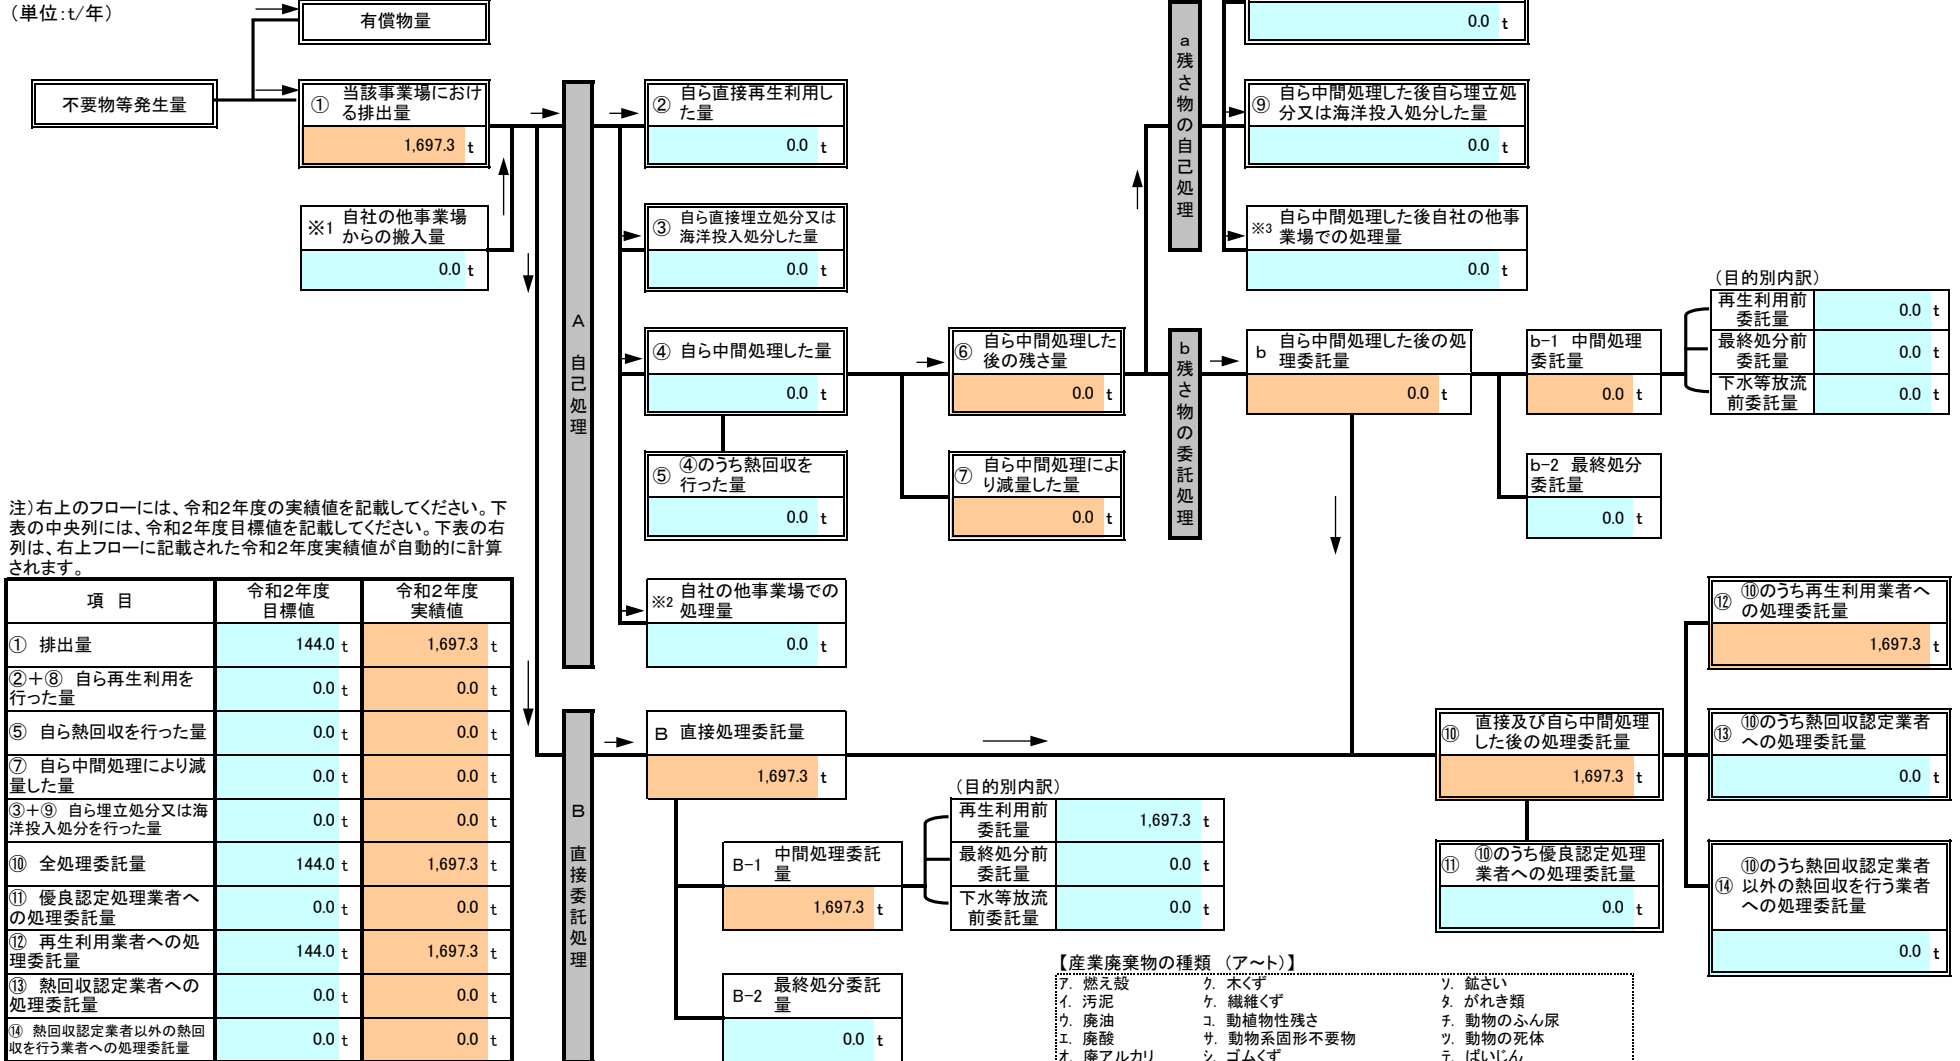 (単位:t/年)
有償物量
不要物等発生量
① 当該事業場におけ
る排出量
1,697.3 t
※1 自社の他事業場
からの搬入量
0.0 t
A 自己処理
② 自ら直接再生利用し
た量
0.0 t
③ 自ら直接埋立処分又は
海洋投入処分した量
0.0 t
④ 自ら中間処理した量
0.0 t
⑤ ④のうち熱回収を
行った量
0.0 t
※2 自社の他事業場での
処理量
0.0 t
⑥ 自ら中間処理した
後の残さ量
0.0 t
⑦ 自ら中間処理によ
り減量した量
0.0 t
a残さ物の自己処理
0.0 t
⑨ 自ら中間処理した後自ら埋立処
分又は海洋投入処分した量
0.0 t
※3 自ら中間処理した後自社の他事
業場での処理量
0.0 t
b残さ物の委託処理
b 自ら中間処理した後の処
理委託量
0.0 t
b-1 中間処理
委託量
0.0 t
b-2 最終処分
委託量
0.0 t
(目的別内訳)
再生利用前
委託量
0.0 t
最終処分前
委託量
0.0 t
下水等放流
前委託量
0.0 t
注)右上のフローには、令和2年度の実績値を記載してください。下
表の中央列には、令和2年度目標値を記載してください。下表の右
列は、右上フローに記載された令和2年度実績値が自動的に計算
されます。
項 目 令和2年度 令和2年度
目標値 実績値
① 排出量 144.0 t 1,697.3 t
②+⑧ 自ら再生利用を
行った量 0.0 t 0.0 t
⑤ 自ら熱回収を行った量 0.0 t 0.0 t
⑦ 自ら中間処理により減
量した量 0.0 t 0.0 t
③+⑨ 自ら埋立処分又は海
洋投入処分を行った量 0.0 t 0.0 t
⑩ 全処理委託量 144.0 t 1,697.3 t
⑪ 優良認定処理業者へ
の処理委託量 0.0 t 0.0 t
⑫ 再生利用業者への処
理委託量 144.0 t 1,697.3 t
⑬ 熱回収認定業者への
処理委託量 0.0 t 0.0 t
⑭ 熱回収認定業者以外の熱回
収を行う業者への処理委託量 0.0 t 0.0 t
B 直接委託処理
B 直接処理委託量
1,697.3 t
B-1 中間処理委託
量
1,697.3 t
B-2 最終処分委託
量
0.0 t
(目的別内訳)
再生利用前
委託量
1,697.3 t
最終処分前
委託量
0.0 t
下水等放流
前委託量
0.0 t
⑩ 直接及び自ら中間処理
した後の処理委託量
1,697.3 t
⑪ ⑩のうち優良認定処理
業者への処理委託量
0.0 t
⑫ ⑩のうち再生利用業者へ
の処理委託量
1,697.3 t
⑬ ⑩のうち熱回収認定業者
への処理委託量
0.0 t
⑭ ⑩のうち熱回収認定業者
以外の熱回収を行う業者
への処理委託量
0.0 t
【産業廃棄物の種類 (ア~ト)】
ア. 燃え殻 ク. 木くず ソ. 鉱さい
イ. 汚泥 ケ. 繊維くず タ. がれき類
ウ. 廃油 コ. 動植物性残さ チ. 動物のふん尿
エ. 廃酸 サ. 動物系固形不要物 ツ. 動物の死体
オ. 廃アルカリ シ. ゴムくず テ. ばいじん